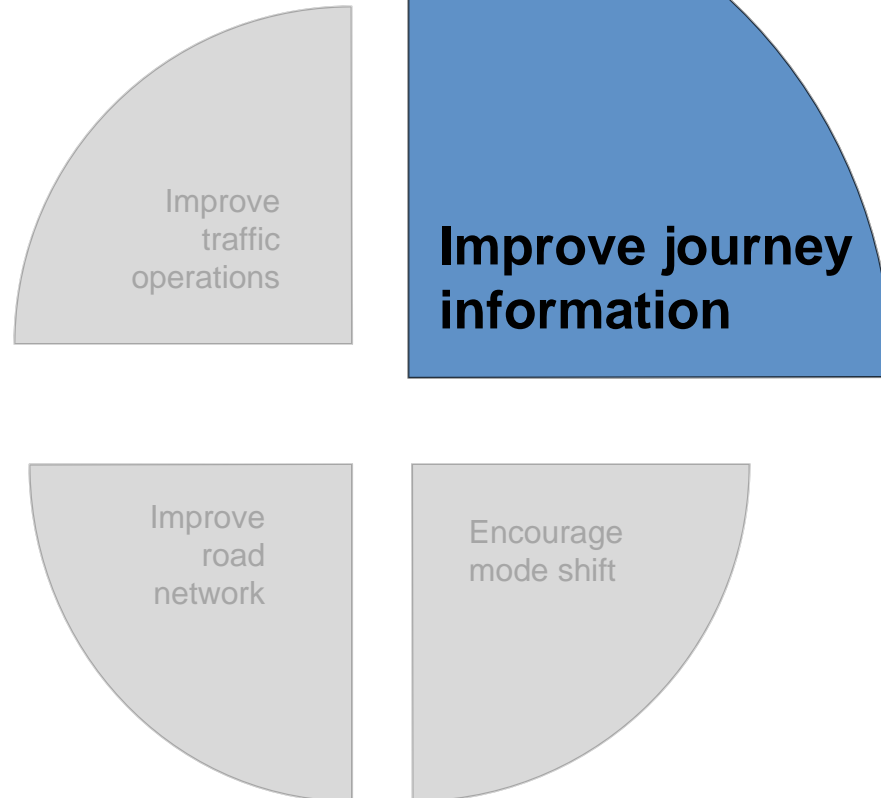 Improve
traffic
operations
Improve journey
information
Improve
road
network
Encourage
mode shift